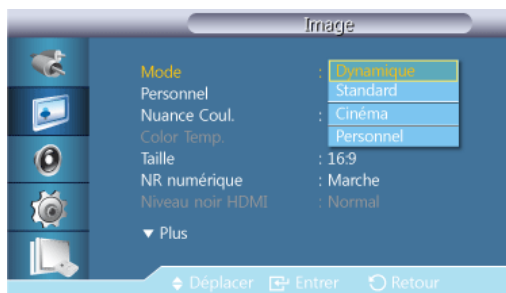 Image
Mode : Dynamique
Personnel Standard
Nuance Coul. : Cinéma
Color Temp. Personnel
Taille : 16:9
NR numérique : Marche
Niveau noir HDMI : Normal
▼ Plus
Déplacer Entrer Retour